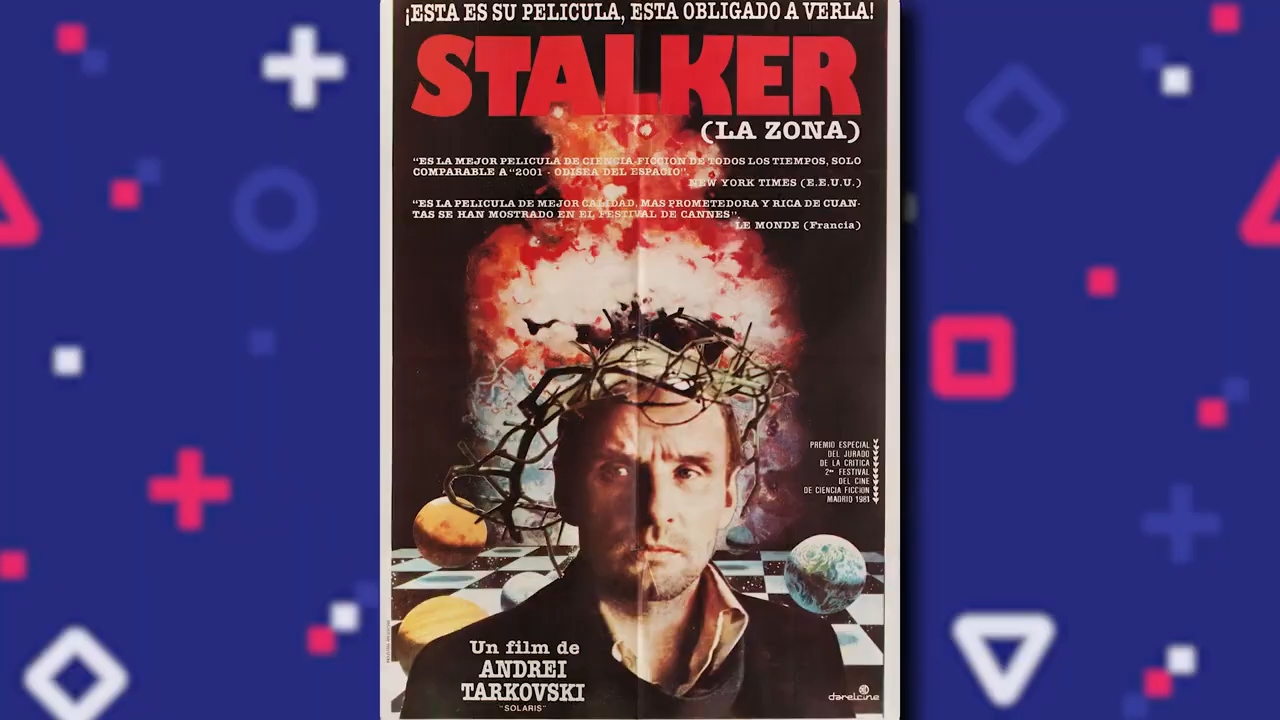 ¡ESTA ES SU PELICULA, ESTA OBLIGADO A VERLA!
STALKER
(LA ZONA)
“ES LA MEJOR PELICULA DE CIENCIA-FICCION DE TODOS LOS TIEMPOS, SOLO
COMPARABLE A “2001 - ODISEA DEL ESPACIO”.
NEW YORK TIMES (E.E.U.U.)
“ES LA PELICULA DE MEJOR CALIDAD, MAS PROMETEDORA Y RICA DE CUAN-
TAS SE HAN MOSTRADO EN EL FESTIVAL DE CANNES”.
LE MONDE (Francia)
PREMIO ESPECIAL
DEL JURADO
DE LA CRITICA
2º FESTIVAL
DEL CINE
DE CIENCIA FICCION
MADRID 1981
Un film de
ANDREI
TARKOVSKI
“SOLARIS”
darelcine